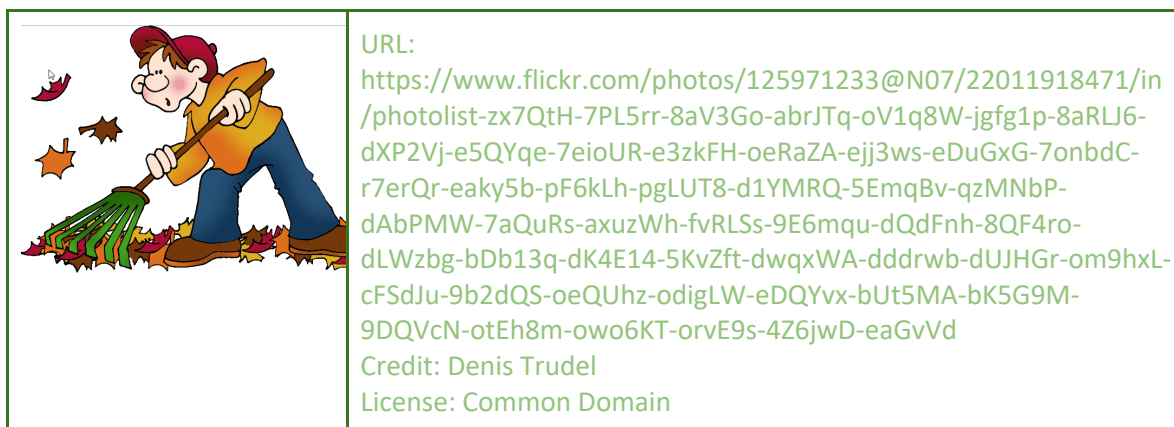 URL:
https://www.flickr.com/photos/125971233@N07/22011918471/in
/photolist-zx7QtH-7PL5rr-8aV3Go-abrJTq-oV1q8W-jgfg1p-8aRLJ6-
dXP2Vj-e5QYqe-7eioUR-e3zkFH-oeRaZA-ejj3ws-eDuGxG-7onbdC-
r7erQr-eaky5b-pF6kLh-pgLUT8-d1YMRQ-5EmqBv-qzMNbP-
dAbPMW-7aQuRs-axuzWh-fvRLSs-9E6mqu-dQdFnh-8QF4ro-
dLWzbg-bDb13q-dK4E14-5KvZft-dwqxWA-dddrwb-dUJHGr-om9hxL-
cFSdJu-9b2dQS-oeQUhz-odigLW-eDQYvx-bUt5MA-bK5G9M-
9DQVcN-otEh8m-owo6KT-orvE9s-4Z6jwD-eaGvVd
Credit: Denis Trudel
License: Common Domain